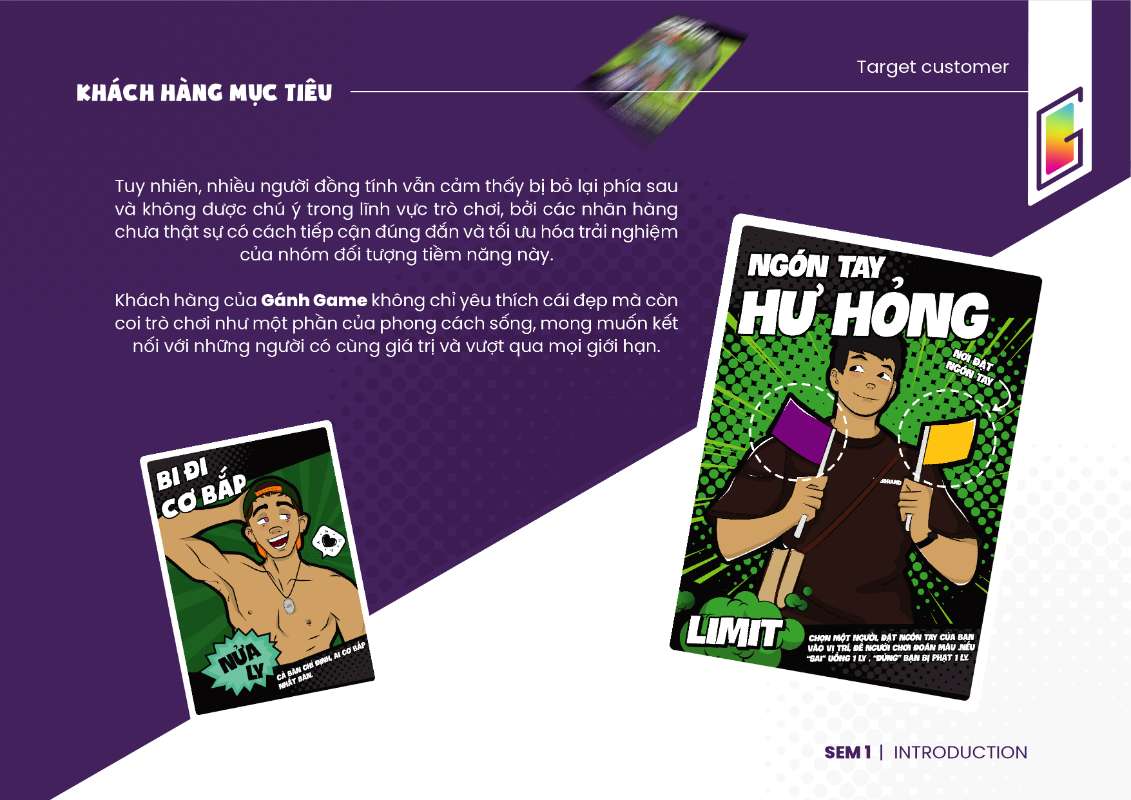 Target customer
KHÁCH HÀNG MỤC TIÊU
Tuy nhiên, nhiều người đồng tính vẫn cảm thấy bị bỏ lại phía sau
và không được chú ý trong lĩnh vực trò chơi, bởi các nhãn hàng
chưa thật sự có cách tiếp cận đúng đắn và tối ưu hóa trải nghiệm
của nhóm đối tượng tiềm năng này.
Khách hàng của Gánh Game không chỉ yêu thích cái đẹp mà còn
coi trò chơi như một phần của phong cách sống, mong muốn kết
nối với những người có cùng giá trị và vượt qua mọi giới hạn.
NGÓN TAY
HƯ HỎNG
NƠI ĐẶT
NGÓN TAY
LIMIT
CHỌN MỘT NGƯỜI, ĐẶT NGÓN TAY CỦA BẠN
VÀO VỊ TRÍ, ĐỂ NGƯỜI CHƠI ĐOÁN MÀU .NẾU
"SAI" UỐNG 1 LY , "ĐÚNG" BẠN BỊ PHẠT 1 LY.
BI ĐI
CƠ BẮP
NỬA
LY
CẢ BÀN CHỈ ĐỊNH, AI CƠ BẮP
NHẤT BÀN.
SEM 1 | INTRODUCTION